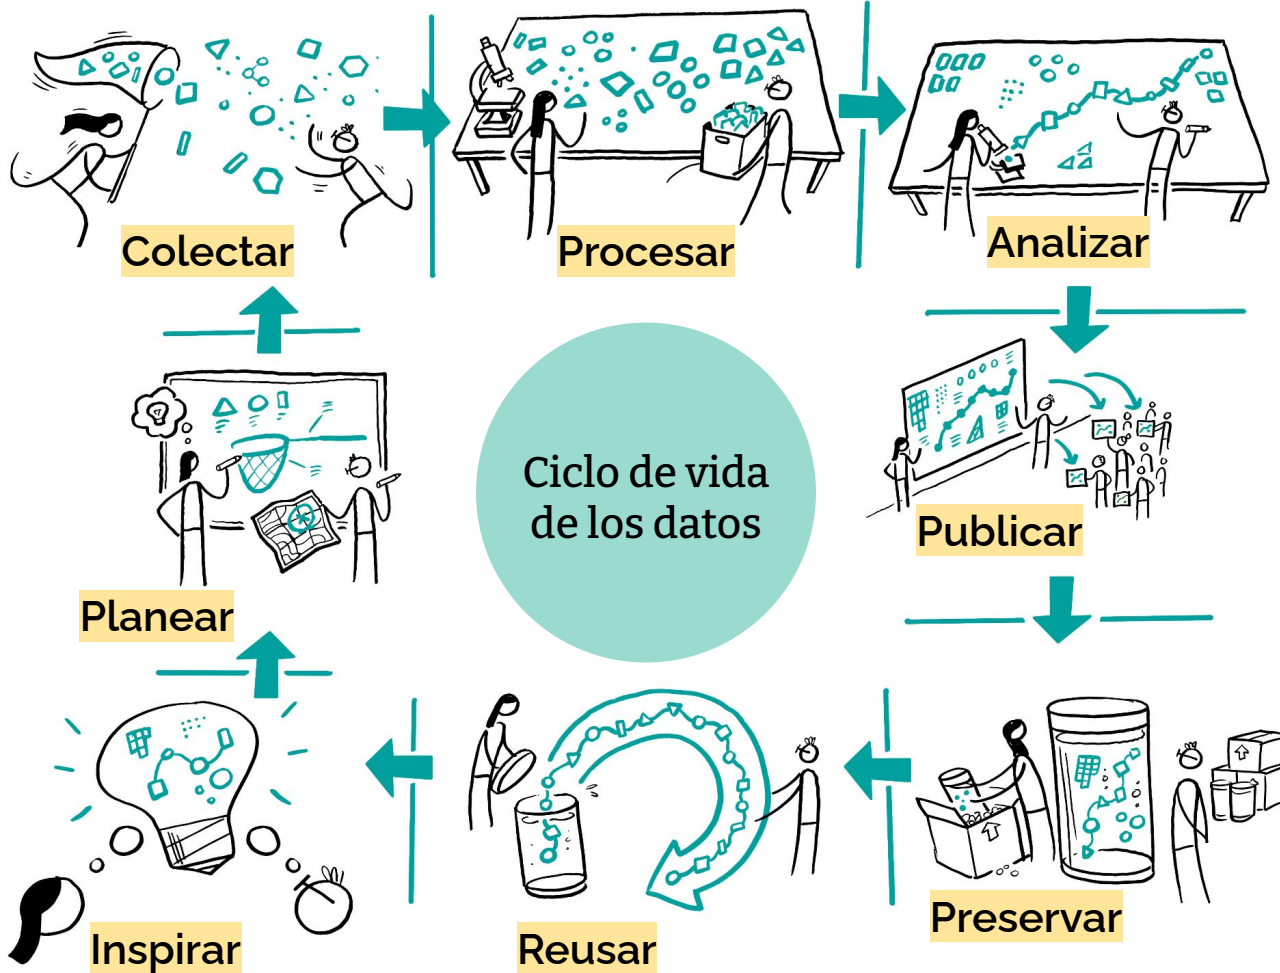 Colectar
Procesar
Analizar
Ciclo de vida
de los datos
Publicar
Planear
Preservar
Reusar
Inspirar